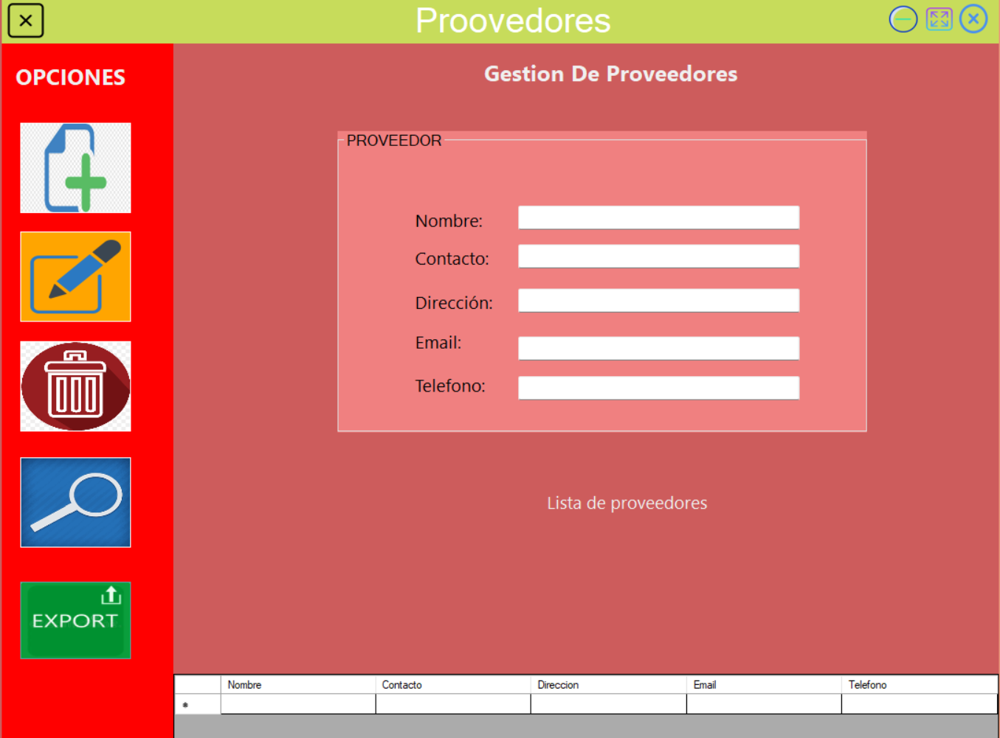 Proovedores
OPCIONES
Gestion De Proveedores
PROVEEDOR
Nombre:
Contacto:
Dirección:
Email:
Telefono:
Lista de proveedores
EXPORT
Nombre Contacto Direccion Email Telefono